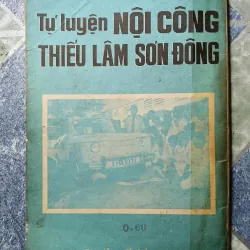 Tự luyện NỘI CÔNG
THIẾU LÂM SƠN ĐÔNG